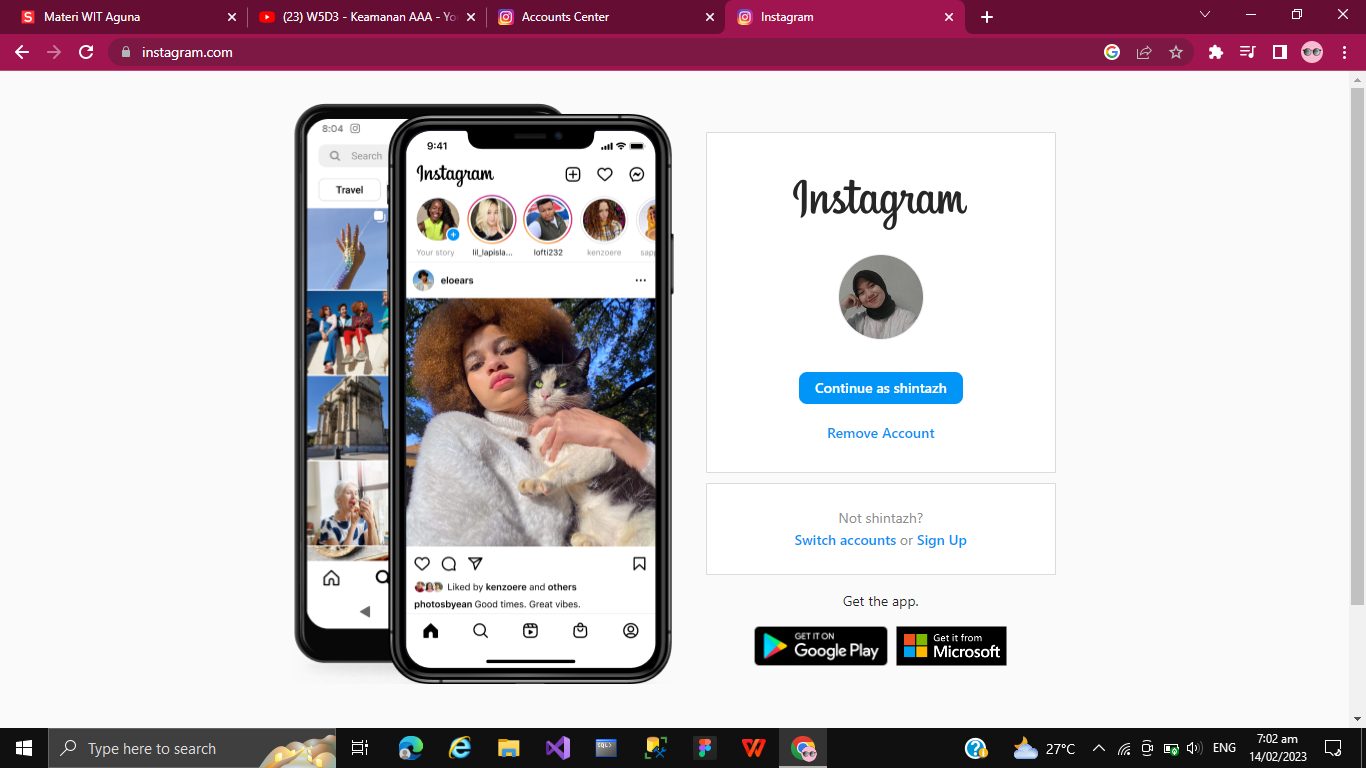 Materi WIT Aguna
(23) W5D3 - Keamanan AAA - Yo
Accounts Center
Instagram
instagram.com
8:04
Search
Travel
9:41
Instagram
Your story
lil_lapisla...
lofti232
kenzoere
sapp
eloears
Liked by kenzoere and others
photosbyean Good times. Great vibes.
Instagram
Continue as shintazh
Remove Account
Not shintazh?
Switch accounts or Sign Up
Get the app.
GET IT ON
Google Play
Get it from
Microsoft
Type here to search
27°C
ENG
7:02 am
14/02/2023